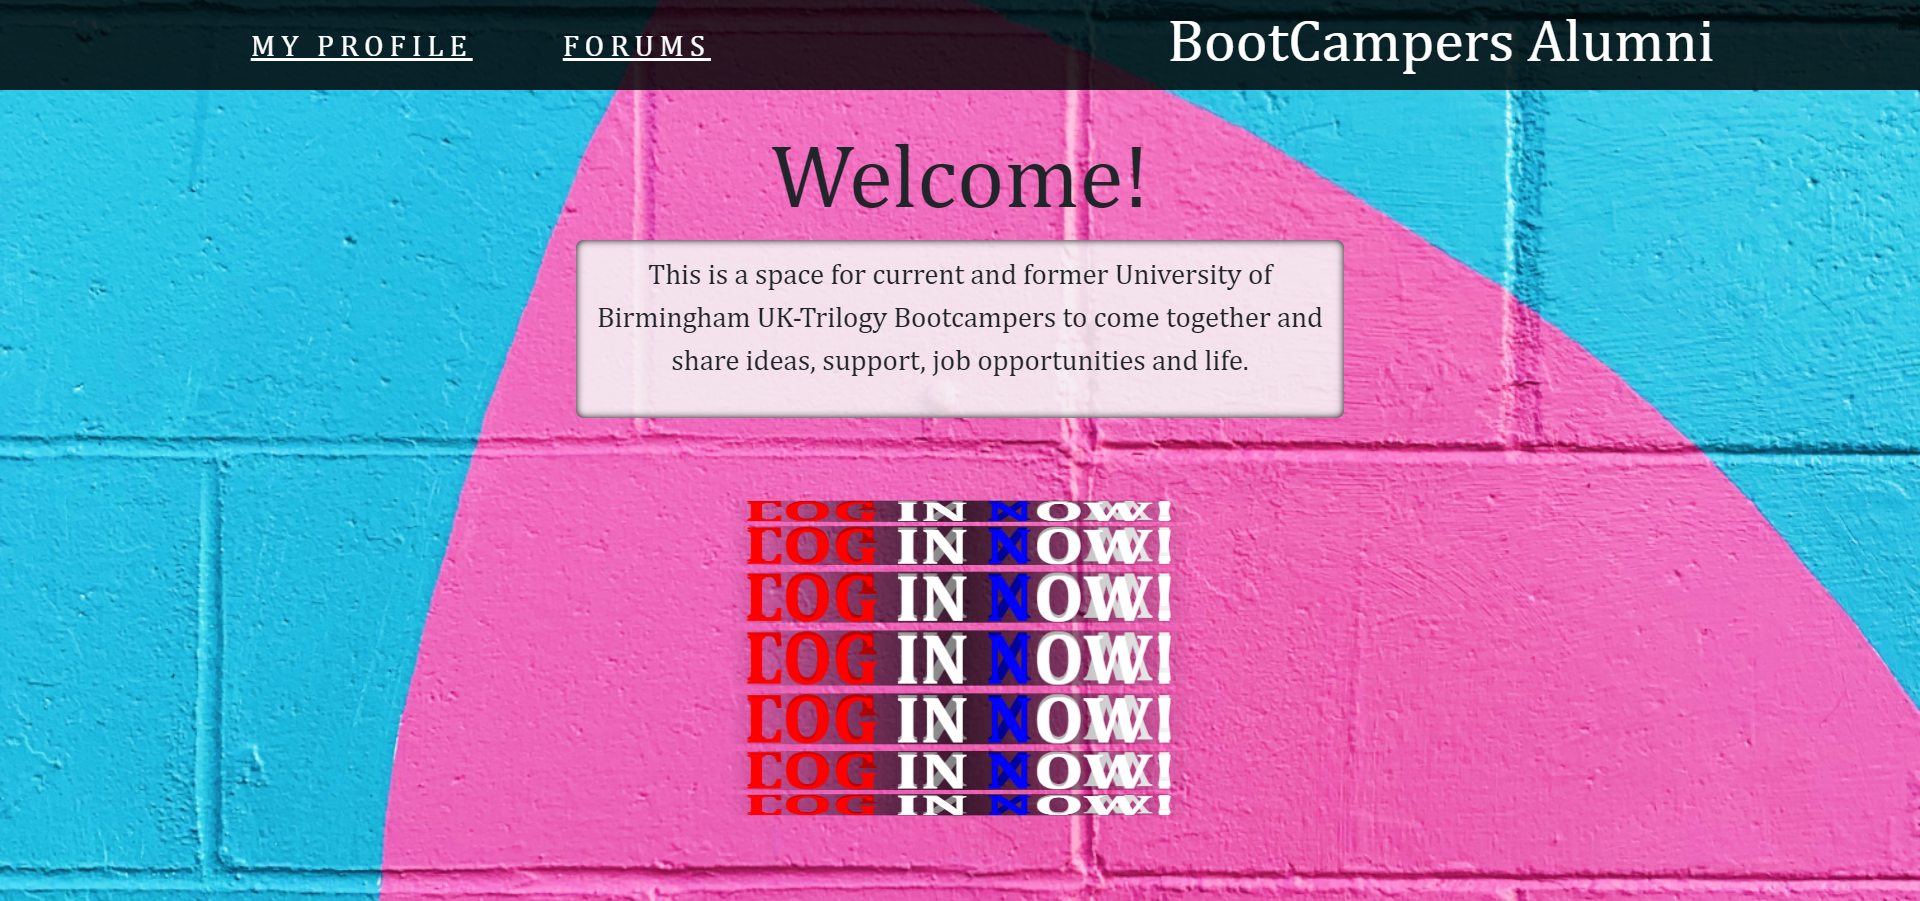 MY PROFILE
FORUMS
BootCampers Alumni
Welcome!
This is a space for current and former University of
Birmingham UK-Trilogy Bootcampers to come together and
share ideas, support, job opportunities and life.
LOG IN NOW!
LOG IN NOW!
LOG IN NOW!
LOG IN NOW!
LOG IN NOW!
LOG IN NOW!
LOG IN NOW!